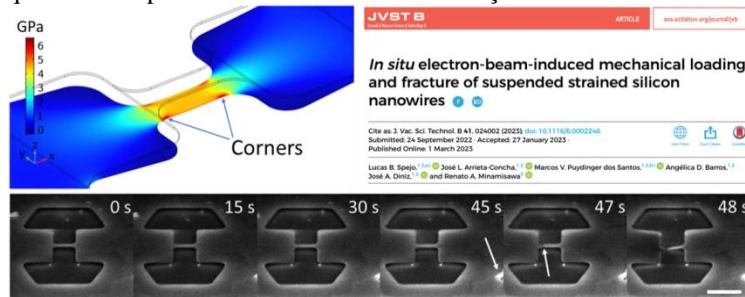 GPa
6
5
4
3
2
1
0
z
y
x
Corners
JVST B
ARTICLE
avs.scitation.org/journal/jvb
In situ electron-beam-induced mechanical loading
and fracture of suspended strained silicon
nanowires
Cite as: J. Vac. Sci. Technol. B 41, 024002 (2023); doi: 10.1116/6.0002246
Submitted: 24 September 2022 · Accepted: 27 January 2023 ·
Published Online: 1 March 2023
Lucas B. Spejo, José L. Arrieta-Concha, Marcos V. Puydinger dos Santos, Angélica D. Barros,
José A. Diniz, and Renato A. Minamisawa
0 s
15 s
30 s
45 s
47 s
48 s